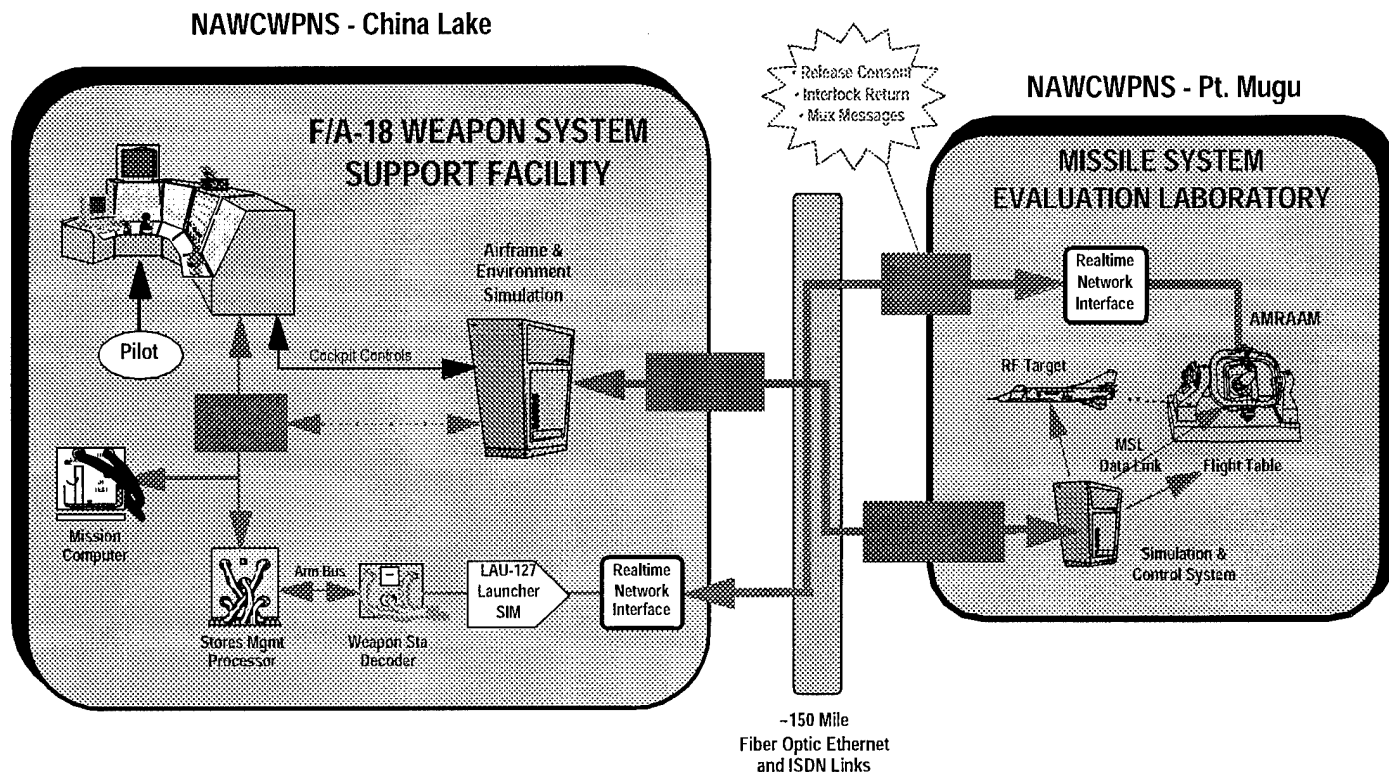 NAWCWPNS - China Lake
F/A-18 WEAPON SYSTEM
SUPPORT FACILITY
Airframe &
Environment
Simulation
Pilot
Cockpit Controls
Mission
Computer
Stores Mgmt
Processor
Arm Bus
Weapon Sta
Decoder
LAU-127
Launcher
SIM
Realtime
Network
Interface
• Release Consent
• Interlock Return
• Mux Messages
~150 Mile
Fiber Optic Ethernet
and ISDN Links
NAWCWPNS - Pt. Mugu
MISSILE SYSTEM
EVALUATION LABORATORY
Realtime
Network
Interface
AMRAAM
RF Target
MSL
Data Link
Flight Table
Simulation &
Control System